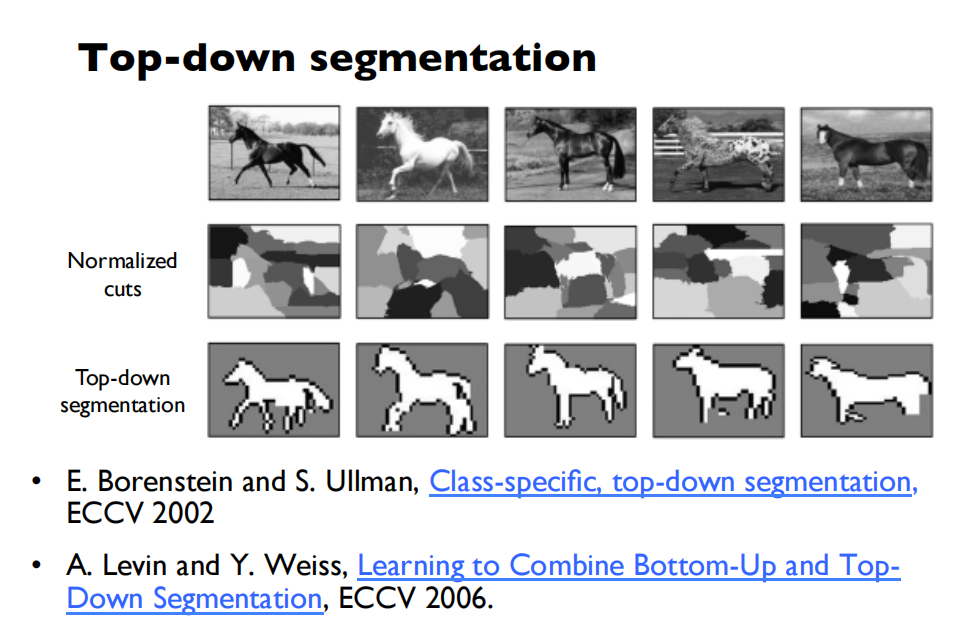 Top-down segmentation
Normalized
cuts
Top-down
segmentation
• E. Borenstein and S. Ullman, Class-specific, top-down segmentation,
ECCV 2002
• A. Levin and Y. Weiss, Learning to Combine Bottom-Up and Top-
Down Segmentation, ECCV 2006.